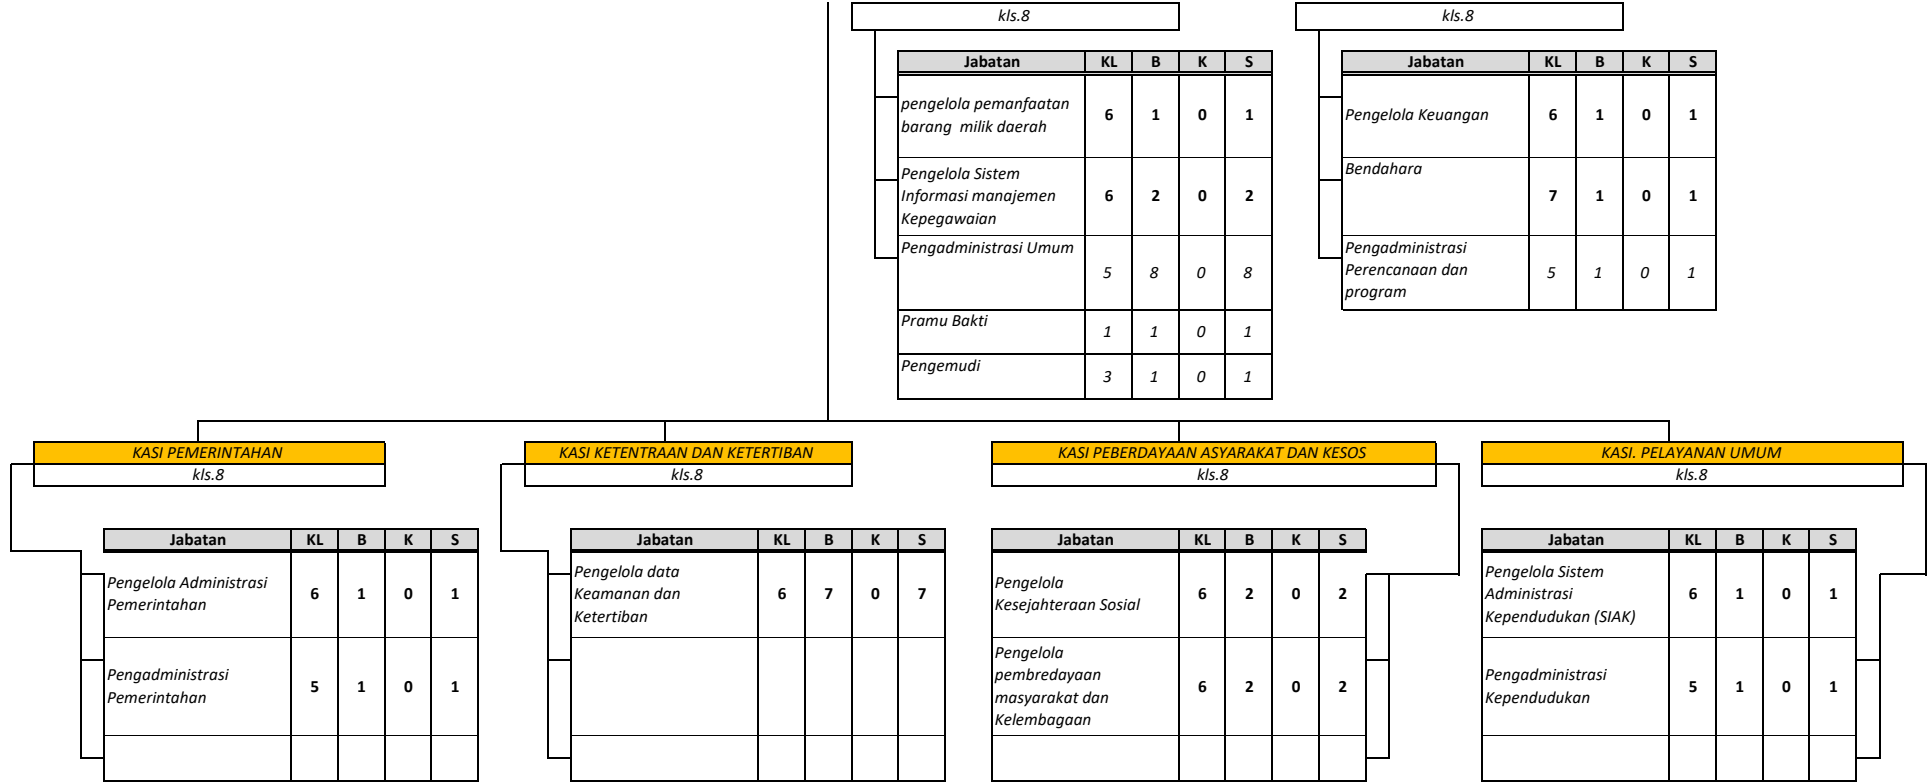 kls.8
Jabatan KL B K S
pengelola pemanfaatan
barang milik daerah 6 1 0 1
Pengelola Sistem
Informasi manajemen
Kepegawaian 6 2 0 2
Pengadministrasi Umum 5 8 0 8
Pramu Bakti 1 1 0 1
Pengemudi 3 1 0 1
kls.8
Jabatan KL B K S
Pengelola Keuangan 6 1 0 1
Bendahara 7 1 0 1
Pengadministrasi
Perencanaan dan
program 5 1 0 1
KASI PEMERINTAHAN
kls.8
Jabatan KL B K S
Pengelola Administrasi
Pemerintahan 6 1 0 1
Pengadministrasi
Pemerintahan 5 1 0 1
KASI KETENTRAAN DAN KETERTIBAN
kls.8
Jabatan KL B K S
Pengelola data
Keamanan dan
Ketertiban 6 7 0 7
KASI PEBERDAYAAN ASYARAKAT DAN KESOS
kls.8
Jabatan KL B K S
Pengelola
Kesejahteraan Sosial 6 2 0 2
Pengelola
pembredayaan
masyarakat dan
Kelembagaan 6 2 0 2
KASI. PELAYANAN UMUM
kls.8
Jabatan KL B K S
Pengelola Sistem
Administrasi
Kependudukan (SIAK) 6 1 0 1
Pengadministrasi
Kependudukan 5 1 0 1